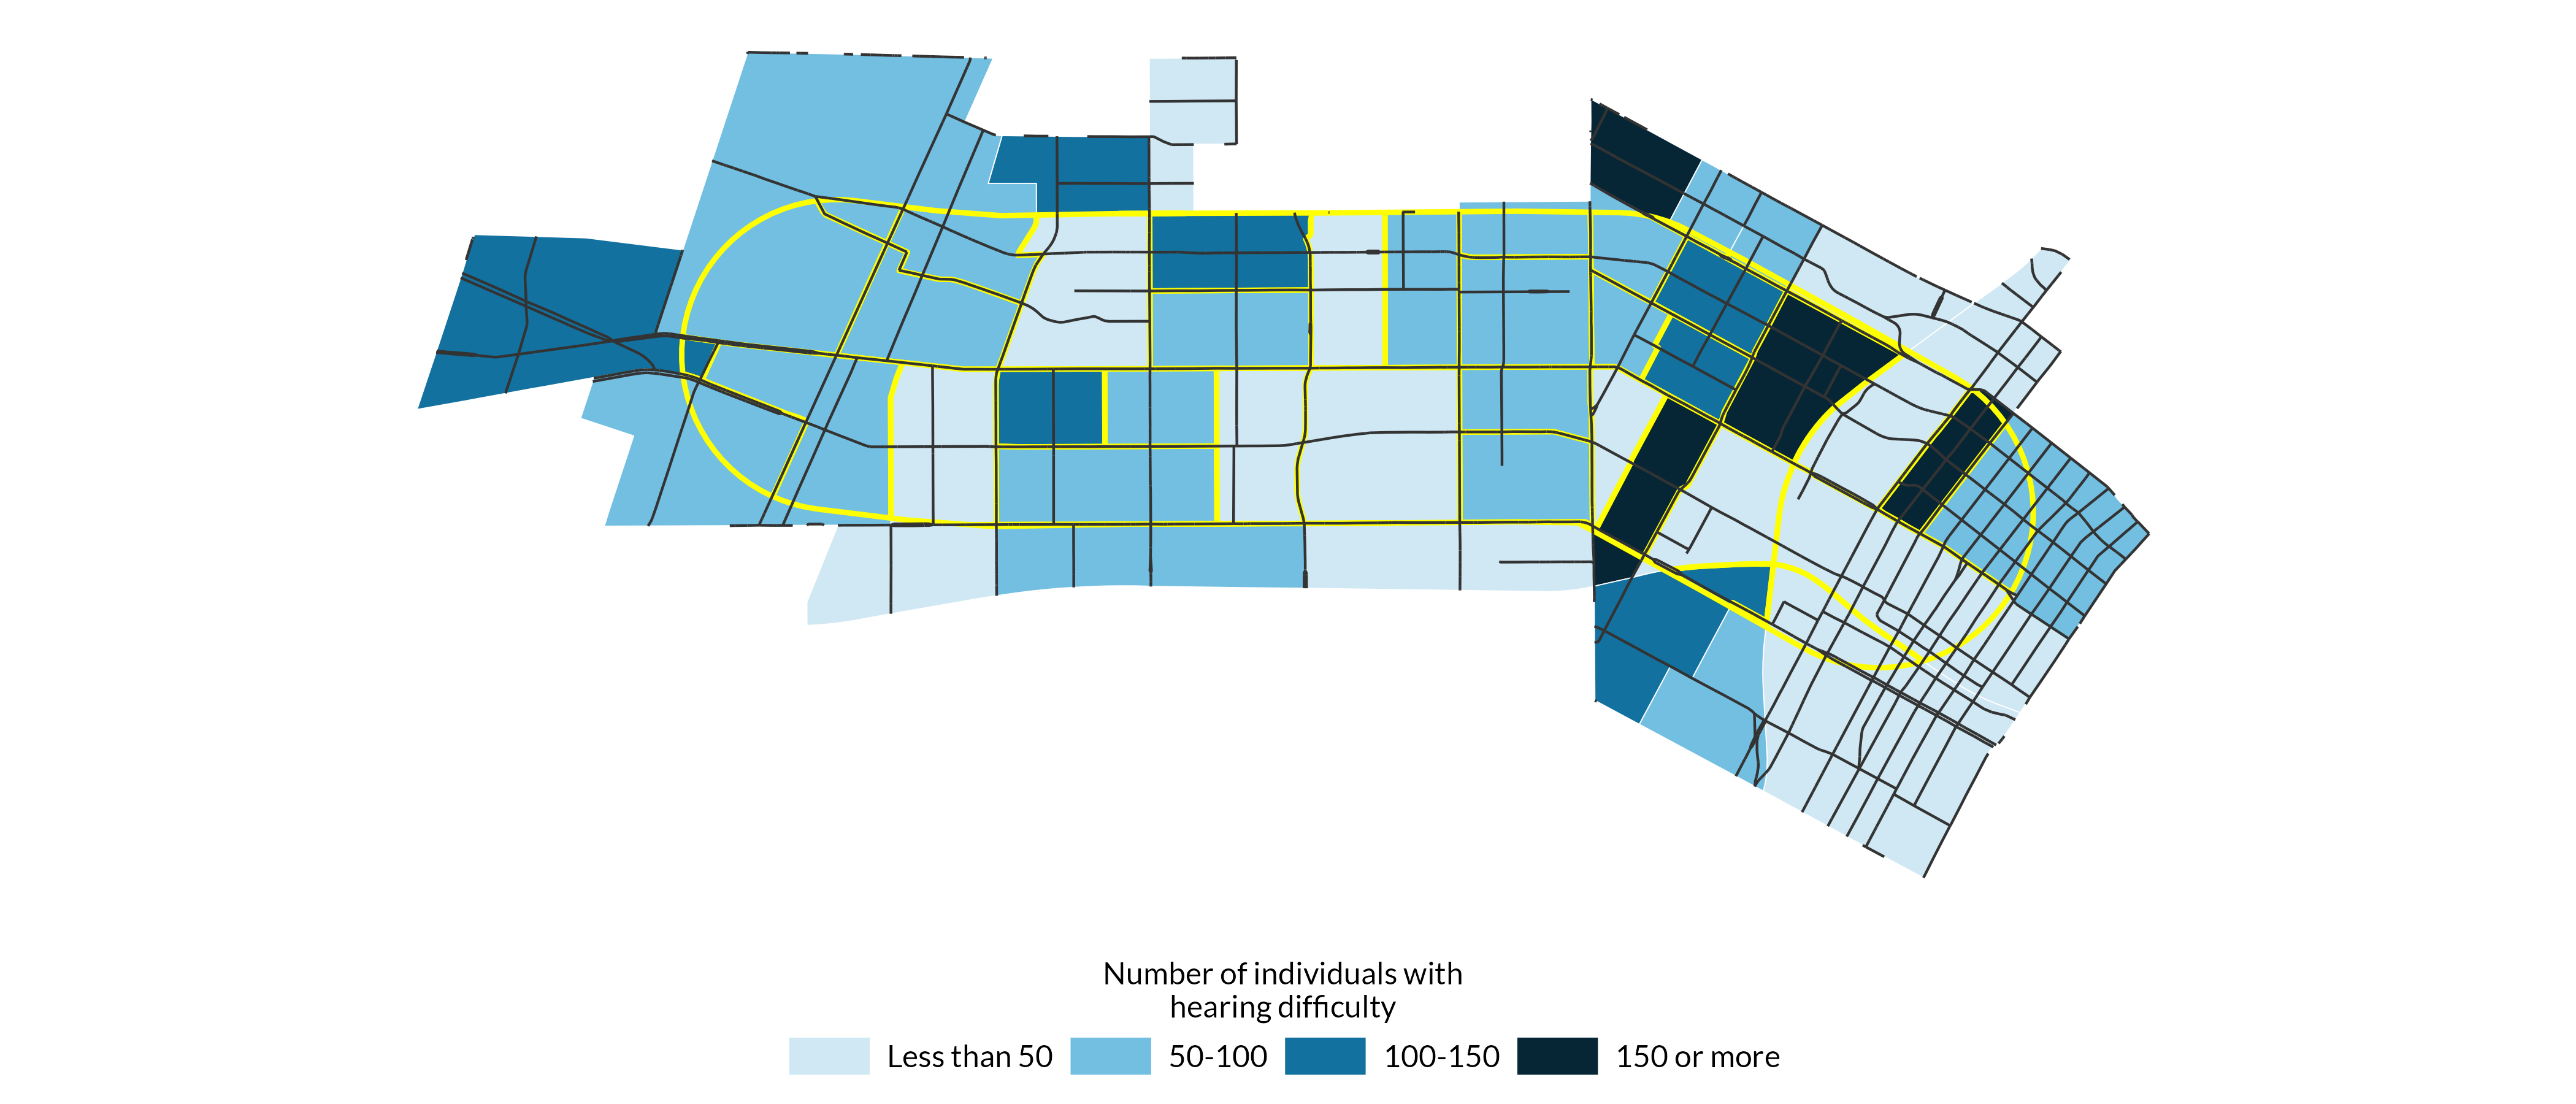 Number of individuals with
hearing difficulty
Less than 50 50-100 100-150 150 or more